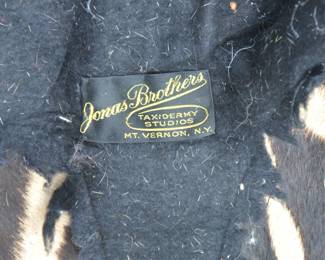 Jonas Brothers
TAXIDERMY
STUDIOS
MT. VERNON, N.Y.